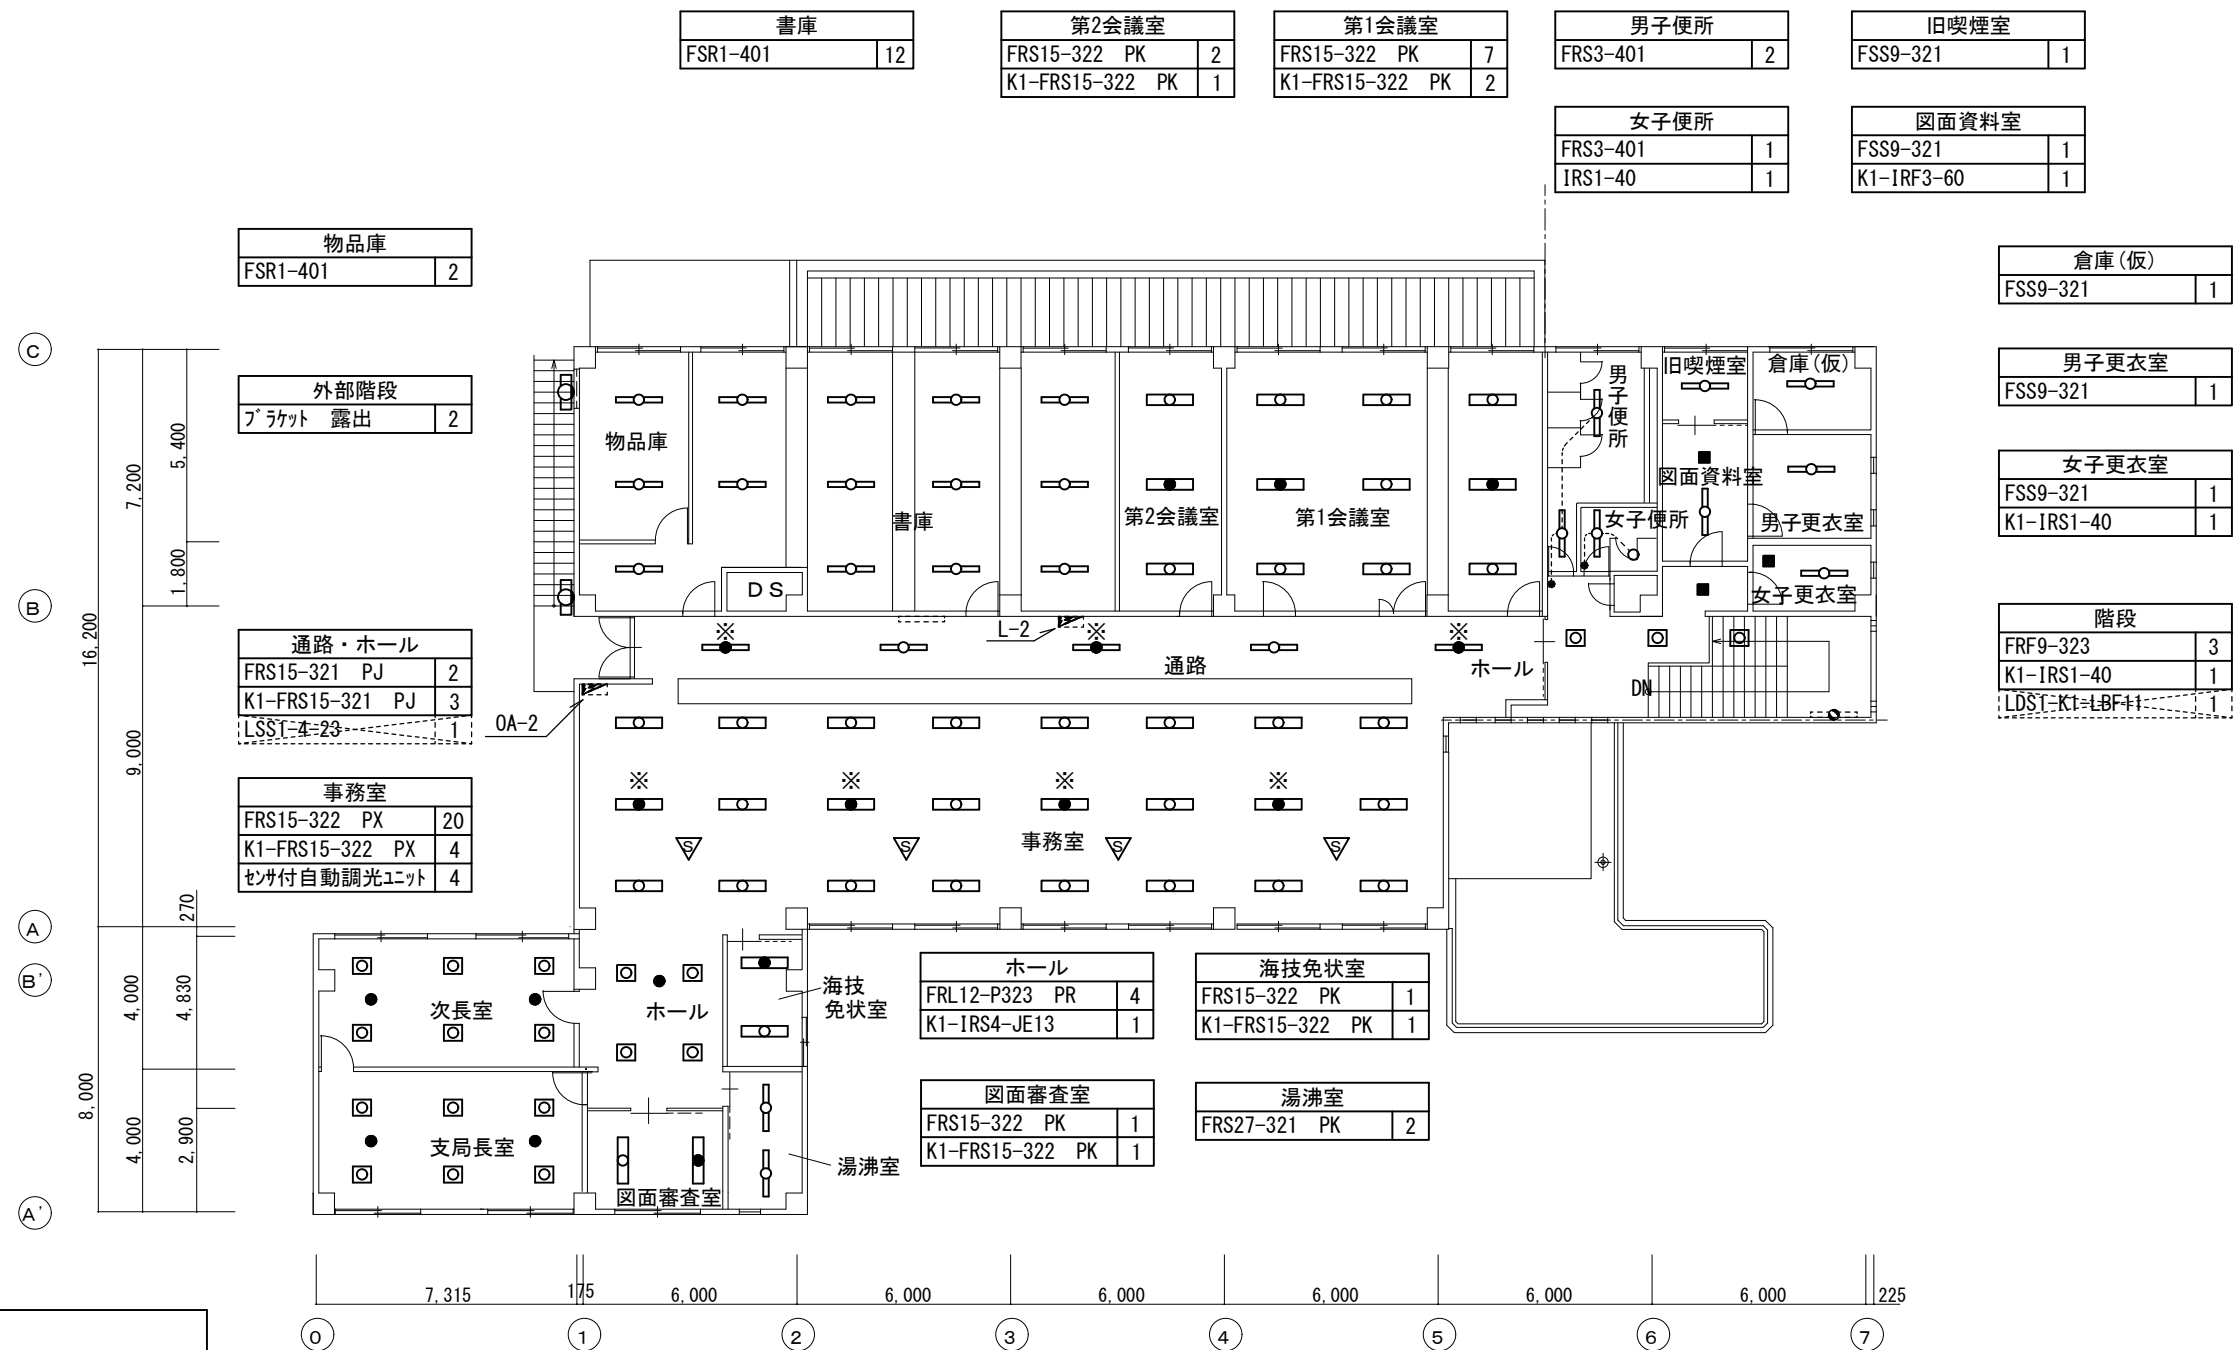 書庫
FSR1-401 12
第2会議室
FRS15-322 PK 2
K1-FRS15-322 PK 1
第1会議室
FRS15-322 PK 7
K1-FRS15-322 PK 2
男子便所
FRS3-401 2
旧喫煙室
FSS9-321 1
女子便所
FRS3-401 1
IRS1-40 1
図面資料室
FSS9-321 1
K1-IRF3-60 1
物品庫
FSR1-401 2
倉庫(仮)
FSS9-321 1
外部階段
ブラケット 露出 2
男子更衣室
FSS9-321 1
女子更衣室
FSS9-321 1
K1-IRS1-40 1
通路・ホール
FRS15-321 PJ 2
K1-FRS15-321 PJ 3
LSS1-4-23 1
階段
FRF9-323 3
K1-IRS1-40 1
LDS1-K1-LBF11 1
事務室
FRS15-322 PX 20
K1-FRS15-322 PX 4
センサ付自動調光ユニット 4
ホール
FRL12-P323 PR 4
K1-IRS4-JE13 1
海技免状室
FRS15-322 PK 1
K1-FRS15-322 PK 1
図面審査室
FRS15-322 PK 1
K1-FRS15-322 PK 1
湯沸室
FRS27-321 PK 2
物品庫
書庫
第2会議室
第1会議室
男子便所
女子便所
旧喫煙室
倉庫(仮)
図面資料室
男子更衣室
女子更衣室
DS
L-2
※
※
※
通路
ホール
DN
OA-2
※
※
※
※
S
S
S
S
事務室
次長室
ホール
海技
免状室
支局長室
図面審査室
湯沸室
C
B
A
B'
A'
5,400
7,200
1,800
16,200
9,000
270
4,000
4,830
8,000
4,000
2,900
7,315
175
6,000
6,000
6,000
6,000
6,000
6,000
225
0
1
2
3
4
5
6
7